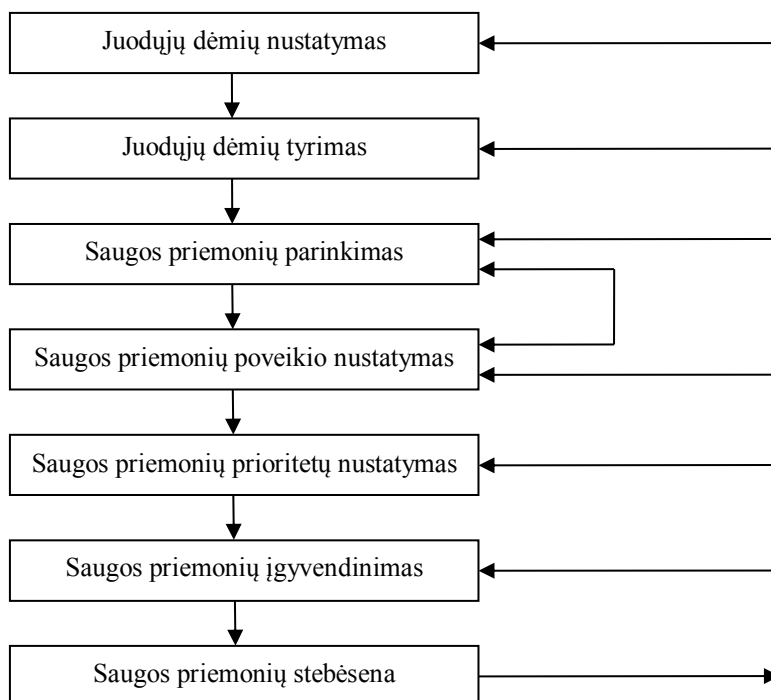 Juodųjų dėmių nustatymas
Juodųjų dėmių tyrimas
Saugos priemonių parinkimas
Saugos priemonių poveikio nustatymas
Saugos priemonių prioritetų nustatymas
Saugos priemonių įgyvendinimas
Saugos priemonių stebėsena